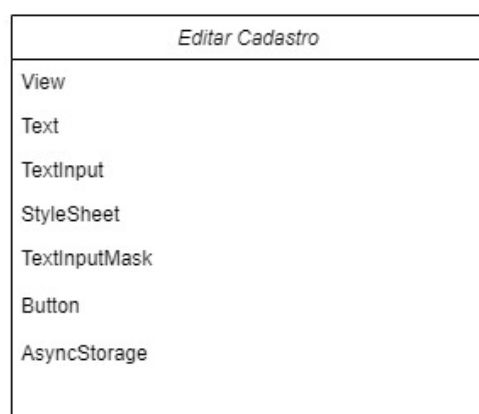 Editar Cadastro
View
Text
TextInput
StyleSheet
TextInputMask
Button
AsyncStorage